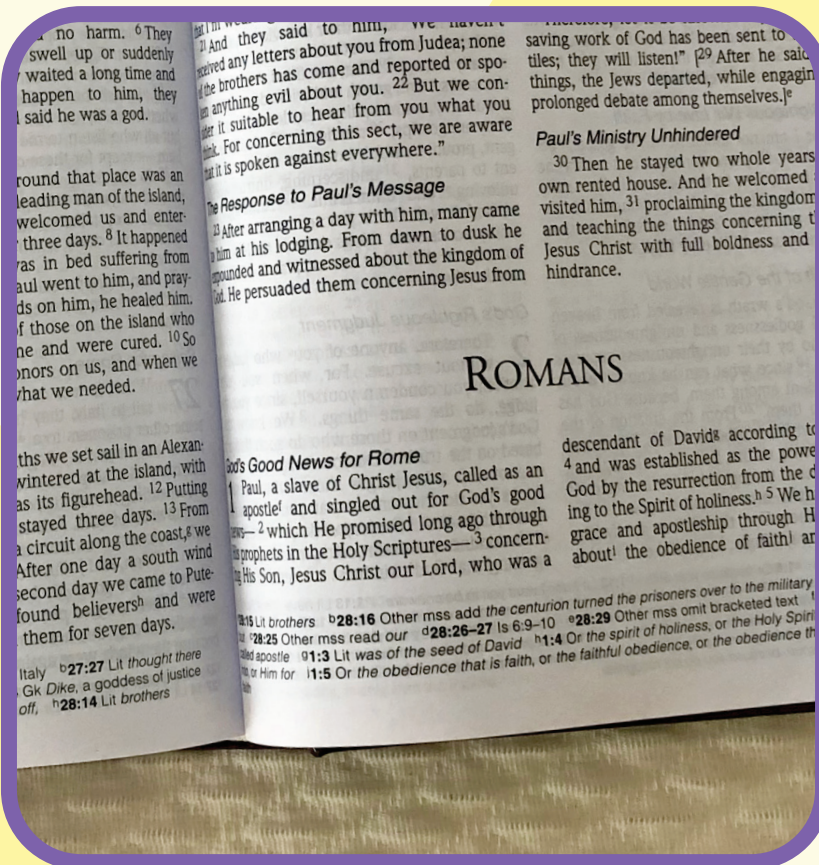 no harm. 6 They
swell up or suddenly
waited a long time and
happen to him, they
said he was a god.
round that place was an
leading man of the island,
welcomed us and enter-
three days. 8 It happened
was in bed suffering from
aul went to him, and pray-
ds on him, he healed him.
f those on the island who
ne and were cured. 10 So
onors on us, and when we
hat we needed.
ths we set sail in an Alexan-
wintered at the island, with
as its figurehead. 12 Putting
stayed three days. 13 From
a circuit along the coast,g we
After one day a south wind
second day we came to Pute-
found believersh and were
them for seven days.
Italy b27:27 Lit thought there
Gk Dike, a goddess of justice
off, h28:14 Lit brothers
21 And they said to him, "We haven't
received any letters about you from Judea; none
of the brothers has come and reported or spo-
en anything evil about you. 22 But we con-
der it suitable to hear from you what you
think. For concerning this sect, we are aware
that it is spoken against everywhere."
The Response to Paul's Message
23 After arranging a day with him, many came
to him at his lodging. From dawn to dusk he
expounded and witnessed about the kingdom of
God. He persuaded them concerning Jesus from
saving work of God has been sent to
tiles; they will listen!" [29 After he said
things, the Jews departed, while engagin
prolonged debate among themselves.]e
Paul's Ministry Unhindered
30 Then he stayed two whole years
own rented house. And he welcomed
visited him, 31 proclaiming the kingdom
and teaching the things concerning t
Jesus Christ with full boldness and
hindrance.
ROMANS
God's Good News for Rome
1 Paul, a slave of Christ Jesus, called as an
apostlef and singled out for God's good
news— 2 which He promised long ago through
His prophets in the Holy Scriptures— 3 concern-
ing His Son, Jesus Christ our Lord, who was a
descendant of Davidg according to
4 and was established as the powe
God by the resurrection from the d
ing to the Spirit of holiness.h 5 We h
grace and apostleship through H
abouti the obedience of faithj an
28:15 Lit brothers b28:16 Other mss add the centurion turned the prisoners over to the military
c28:25 Other mss read our d28:26–27 Is 6:9–10 e28:29 Other mss omit bracketed text
called apostle g1:3 Lit was of the seed of David h1:4 Or the spirit of holiness, or the Holy Spiri
or Him for j1:5 Or the obedience that is faith, or the faithful obedience, or the obedience th
faith